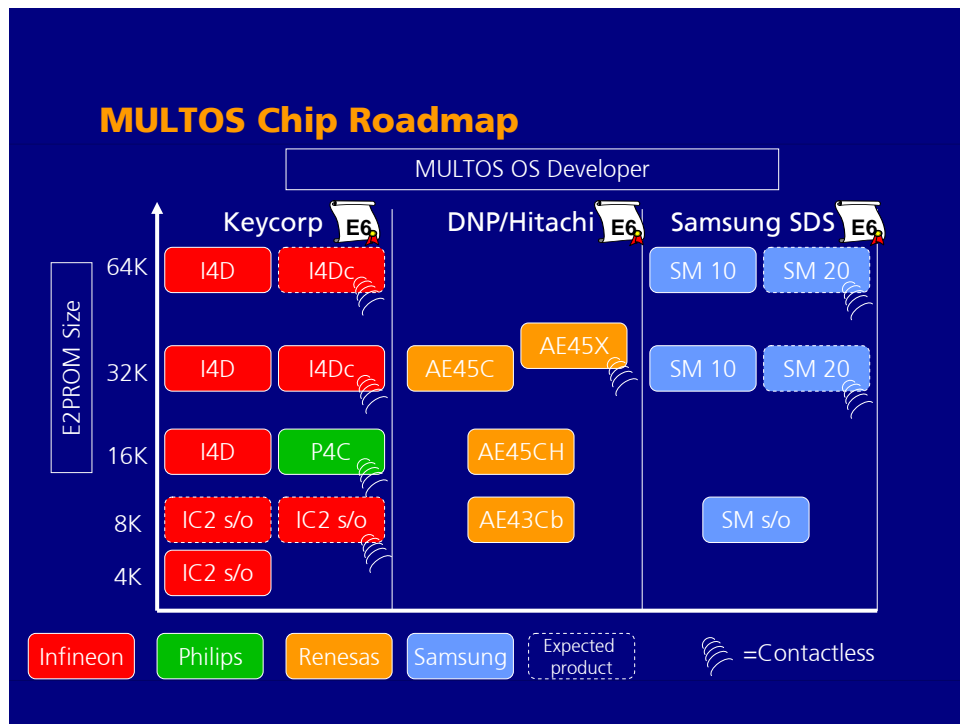 MULTOS Chip Roadmap
MULTOS OS Developer
Keycorp E6 DNP/Hitachi E6 Samsung SDS E6
E2PROM Size
64K I4D I4Dc SM 10 SM 20
AE45X
32K I4D I4Dc AE45C SM 10 SM 20
16K I4D P4C AE45CH
8K IC2 s/o IC2 s/o AE43Cb SM s/o
4K IC2 s/o
Infineon Philips Renesas Samsung Expected
product =Contactless